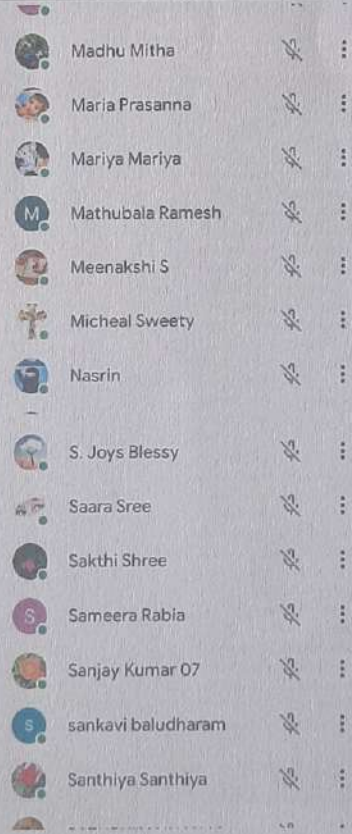 Madhu Mitha
Maria Prasanna
Mariya Mariya
M
Mathubala Ramesh
Meenakshi S
Micheal Sweety
Nasrin
S. Joys Blessy
Saara Sree
Sakthi Shree
S
Sameera Rabia
Sanjay Kumar 07
s
sankavi baludharam
Santhiya Santhiya